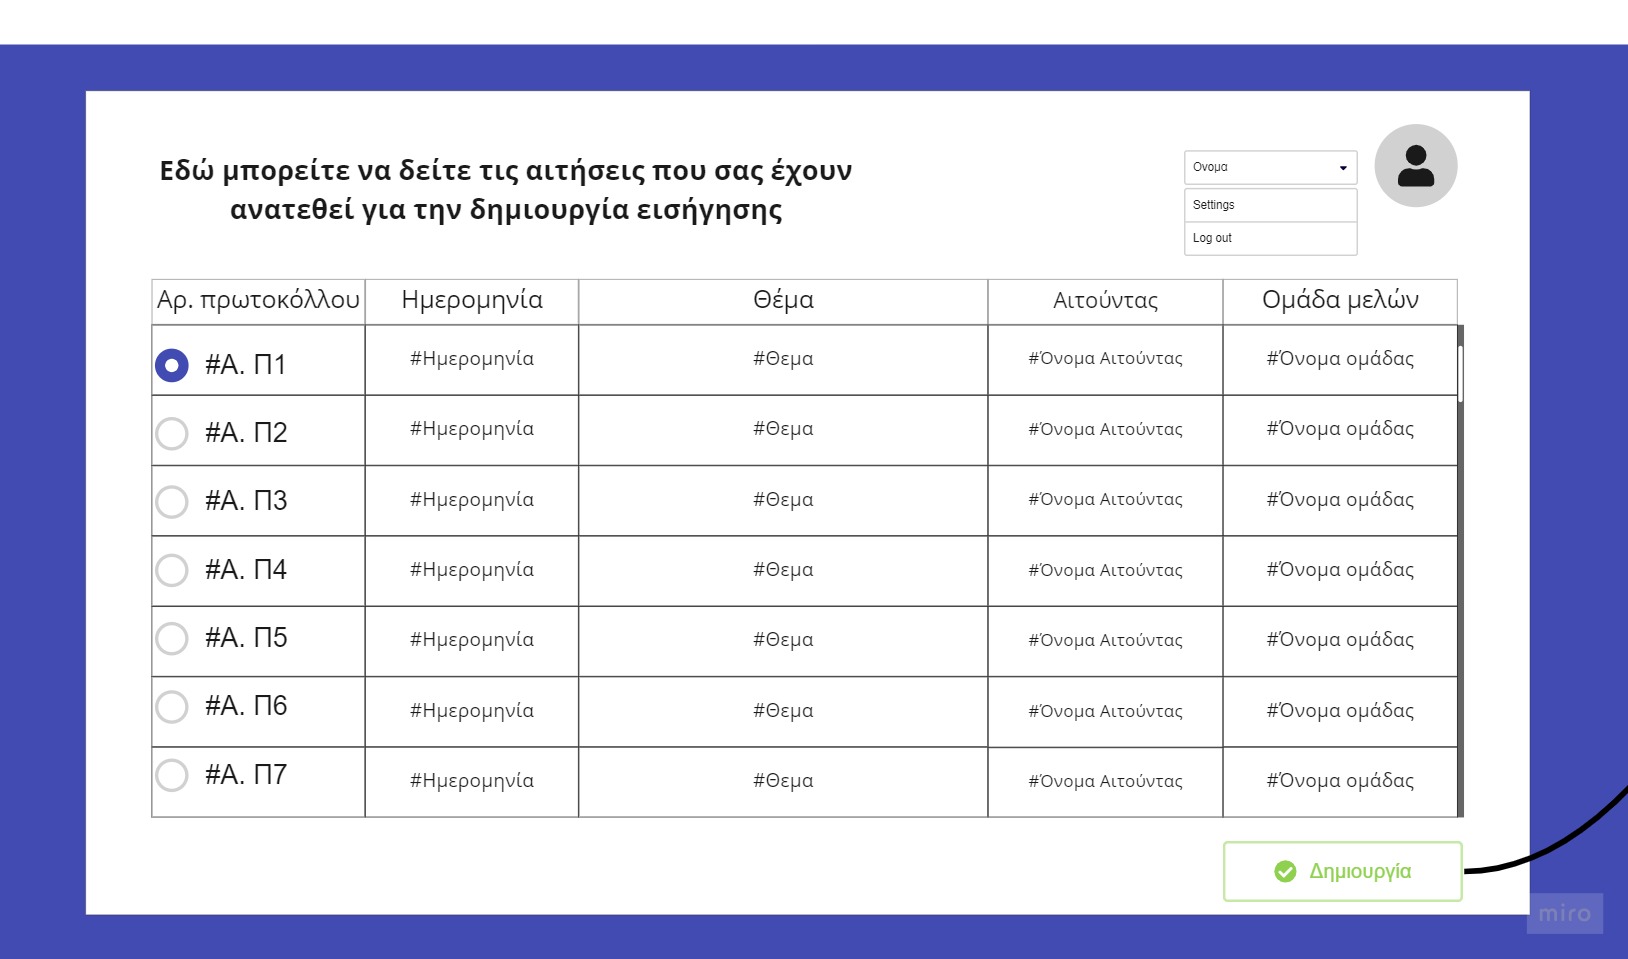 Εδώ μπορείτε να δείτε τις αιτήσεις που σας έχουν
ανατεθεί για την δημιουργία εισήγησης
Ονομα
Settings
Log out
Αρ. πρωτοκόλλου Ημερομηνία Θέμα Αιτούντας Ομάδα μελών
#Α. Π1 #Ημερομηνία #Θεμα #Όνομα Αιτούντας #Όνομα ομάδας
#Α. Π2 #Ημερομηνία #Θεμα #Όνομα Αιτούντας #Όνομα ομάδας
#Α. Π3 #Ημερομηνία #Θεμα #Όνομα Αιτούντας #Όνομα ομάδας
#Α. Π4 #Ημερομηνία #Θεμα #Όνομα Αιτούντας #Όνομα ομάδας
#Α. Π5 #Ημερομηνία #Θεμα #Όνομα Αιτούντας #Όνομα ομάδας
#Α. Π6 #Ημερομηνία #Θεμα #Όνομα Αιτούντας #Όνομα ομάδας
#Α. Π7 #Ημερομηνία #Θεμα #Όνομα Αιτούντας #Όνομα ομάδας
Δημιουργία
miro